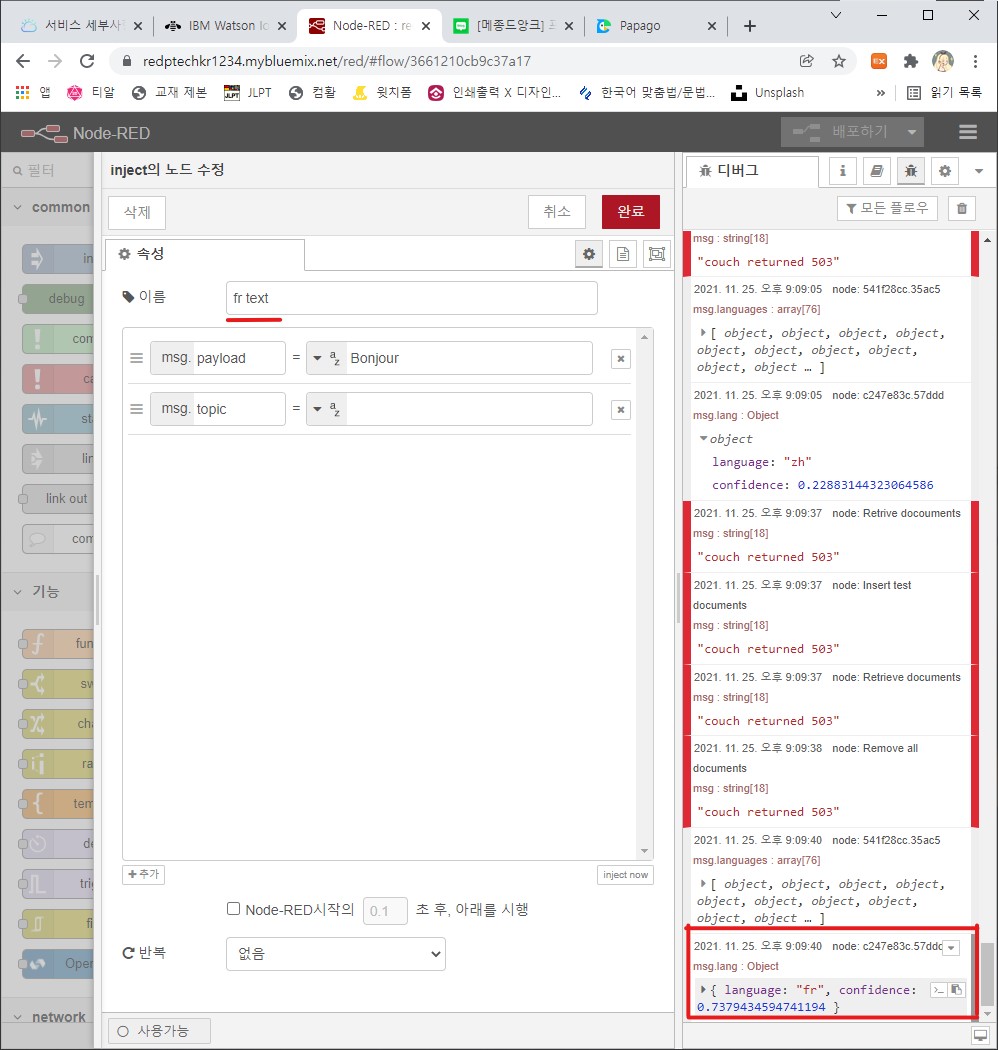 서비스 세부사
IBM Watson Io
Node-RED : re
[메종드앙크] 프
Papago
redptechkr1234.mybluemix.net/red/#flow/3661210cb9c37a17
앱
티알
교재 제본
JLPT
컴활
윗치폼
인쇄출력 X 디자인...
한국어 맞춤법/문법...
Unsplash
»
읽기 목록
Node-RED
배포하기
필터
inject의 노드 수정
디버그
삭제
취소
완료
모든 플로우
common
속성
in
debug
com
ca
sta
lin
link out
com
기능
fun
sw
cha
ra
tem
de
trig
fi
Oper
network
이름
fr text
msg. payload = a z Bonjour
msg. topic = a z
추가
inject now
Node-RED시작의 0.1 초 후, 아래를 시행
반복
없음
사용가능
msg : string[18]
"couch returned 503"
2021. 11. 25. 오후 9:09:05 node: 541f28cc.35ac5
msg.languages : array[76]
[ object, object, object, object,
object, object, object, object,
object, object … ]
2021. 11. 25. 오후 9:09:05 node: c247e83c.57ddd
msg.lang : Object
object
language: "zh"
confidence: 0.22883144323064586
2021. 11. 25. 오후 9:09:37 node: Retrive docouments
msg : string[18]
"couch returned 503"
2021. 11. 25. 오후 9:09:37 node: Insert test
documents
msg : string[18]
"couch returned 503"
2021. 11. 25. 오후 9:09:37 node: Retrieve documents
msg : string[18]
"couch returned 503"
2021. 11. 25. 오후 9:09:38 node: Remove all
documents
msg : string[18]
"couch returned 503"
2021. 11. 25. 오후 9:09:40 node: 541f28cc.35ac5
msg.languages : array[76]
[ object, object, object, object,
object, object, object, object,
object, object … ]
2021. 11. 25. 오후 9:09:40 node: c247e83c.57ddd
msg.lang : Object
{ language: "fr", confidence:
0.7379434594741194 }